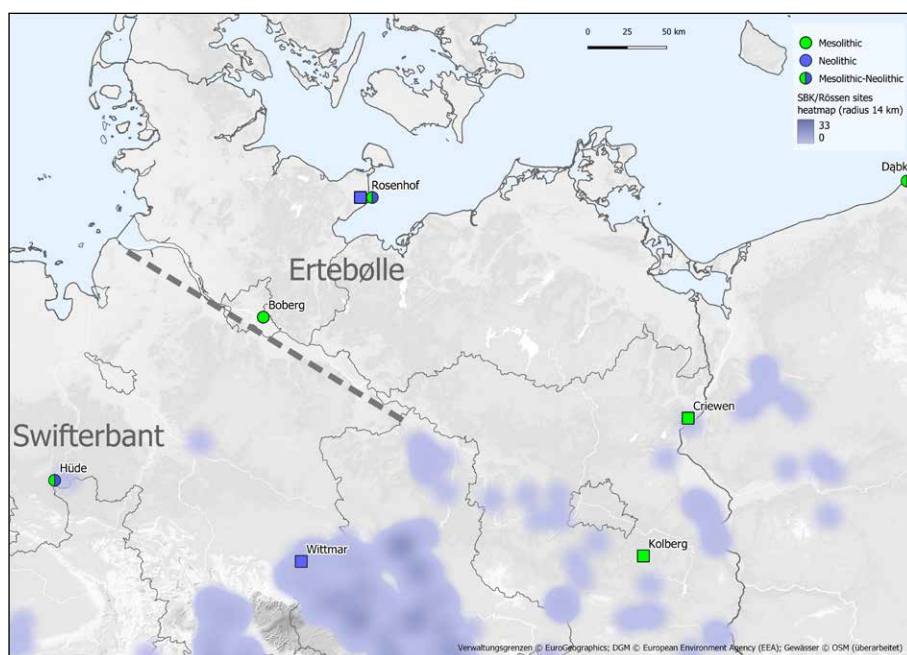 0 25 50 km
Mesolithic
Neolithic
Mesolithic-Neolithic
SBK/Rössen sites
heatmap (radius 14 km)
33
0
Dąbk
Rosenhof
Ertebølle
Boberg
Criewen
Swifterbant
Hüde
Wittmar
Kolberg
Verwaltungsgrenzen © EuroGeographics; DGM © European Environment Agency (EEA); Gewässer © OSM (überarbeitet)